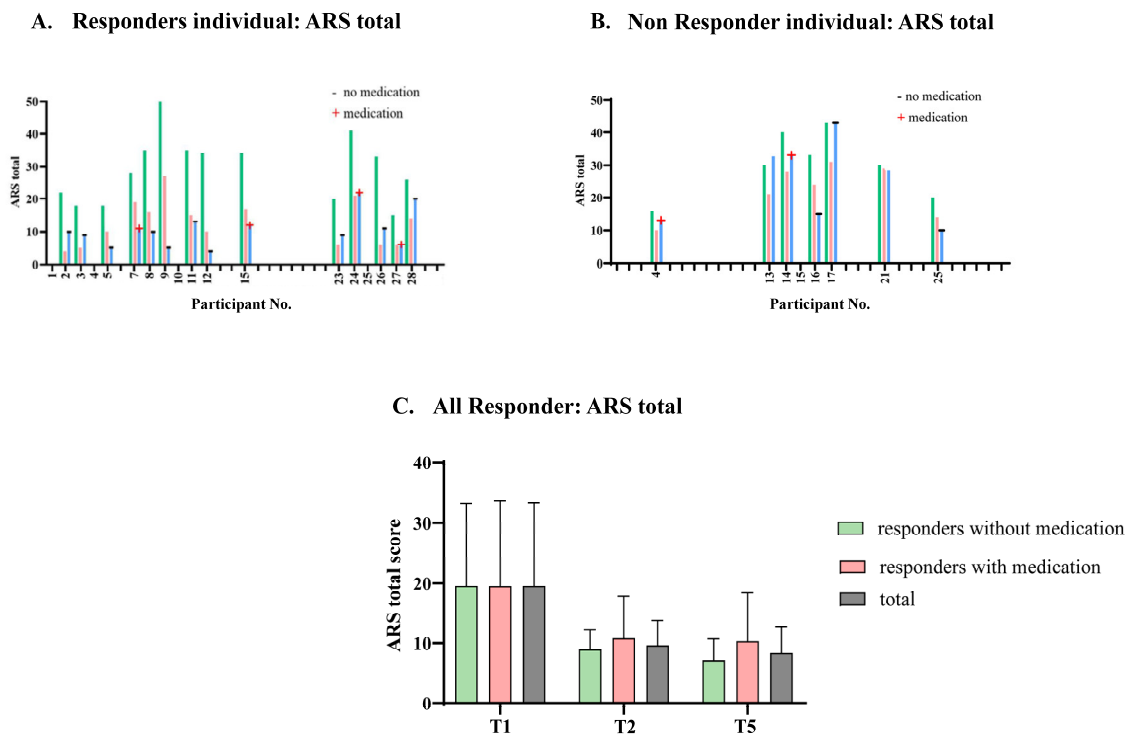 A. Responders individual: ARS total
- no medication
+ medication
50
40
30
20
10
0
ARS total
1 2 3 4 5 7 8 9 10 11 12 15 23 24 25 26 27 28
Participant No.
B. Non Responder individual: ARS total
- no medication
+ medication
50
40
30
20
10
0
ARS total
4 13 14 15 16 17 21 25
Participant No.
C. All Responder: ARS total
40
30
20
10
0
ARS total score
T1 T2 T5
responders without medication
responders with medication
total